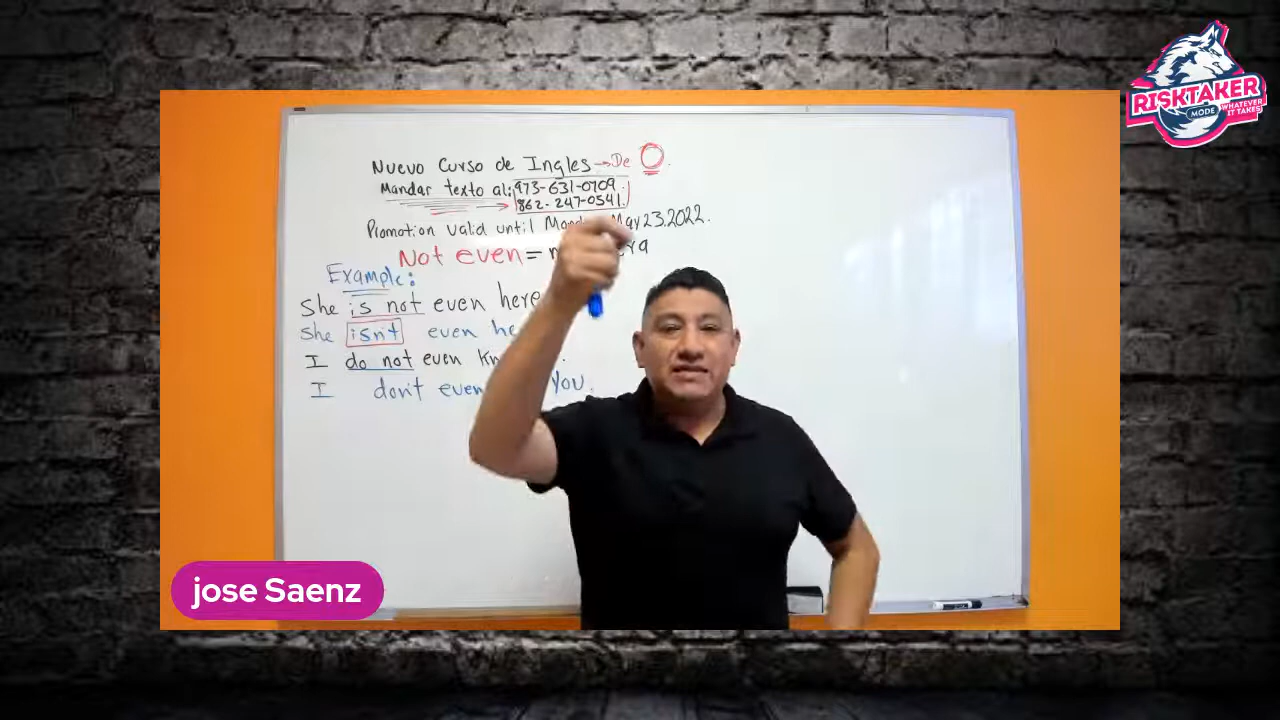 Nuevo Curso de Ingles → De 0.
Mandar texto al: 973-631-0709
862-247-0541.
Promotion valid until May 23.2022.
Not even =
Example:
She is not even here
She isn't even
I do not even
I don't even you.
jose Saenz
RISKTAKER
MODE WHATEVER IT TAKES